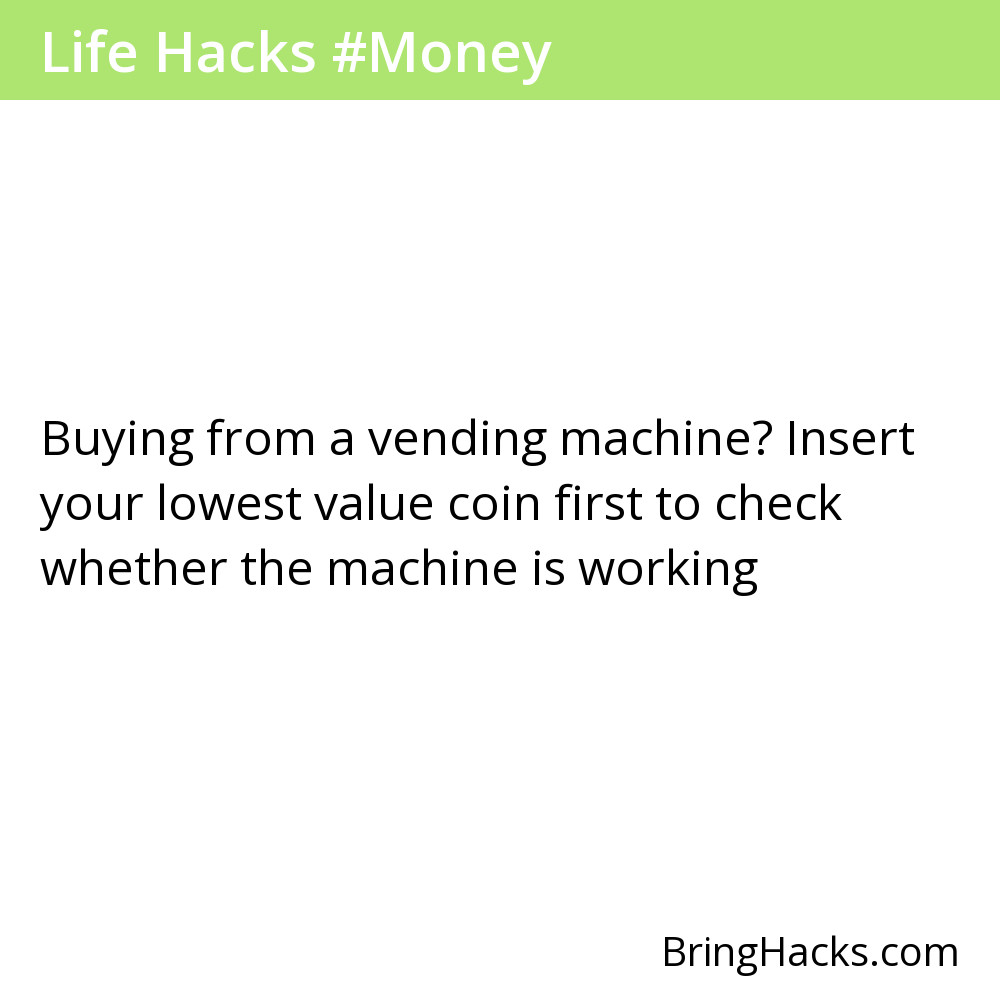 Life Hacks #Money
Buying from a vending machine? Insert
your lowest value coin first to check
whether the machine is working
BringHacks.com